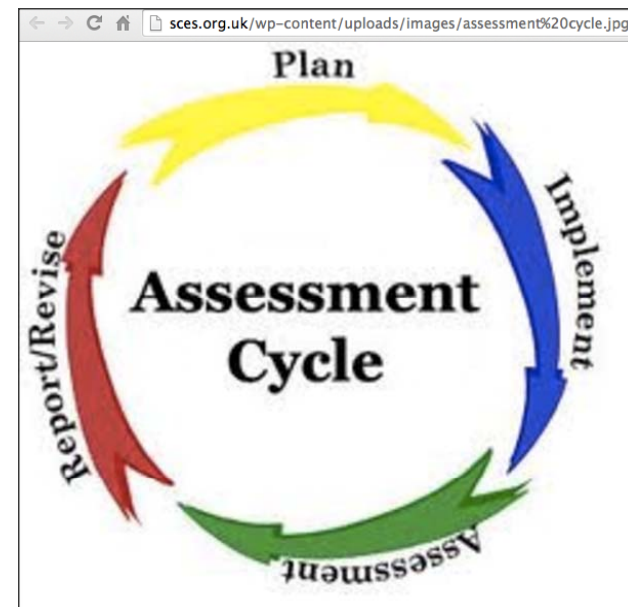 sces.org.uk/wp-content/uploads/images/assessment%20cycle.jpg
Plan
Implement
Assessment
Report/Revise
Assessment
Cycle